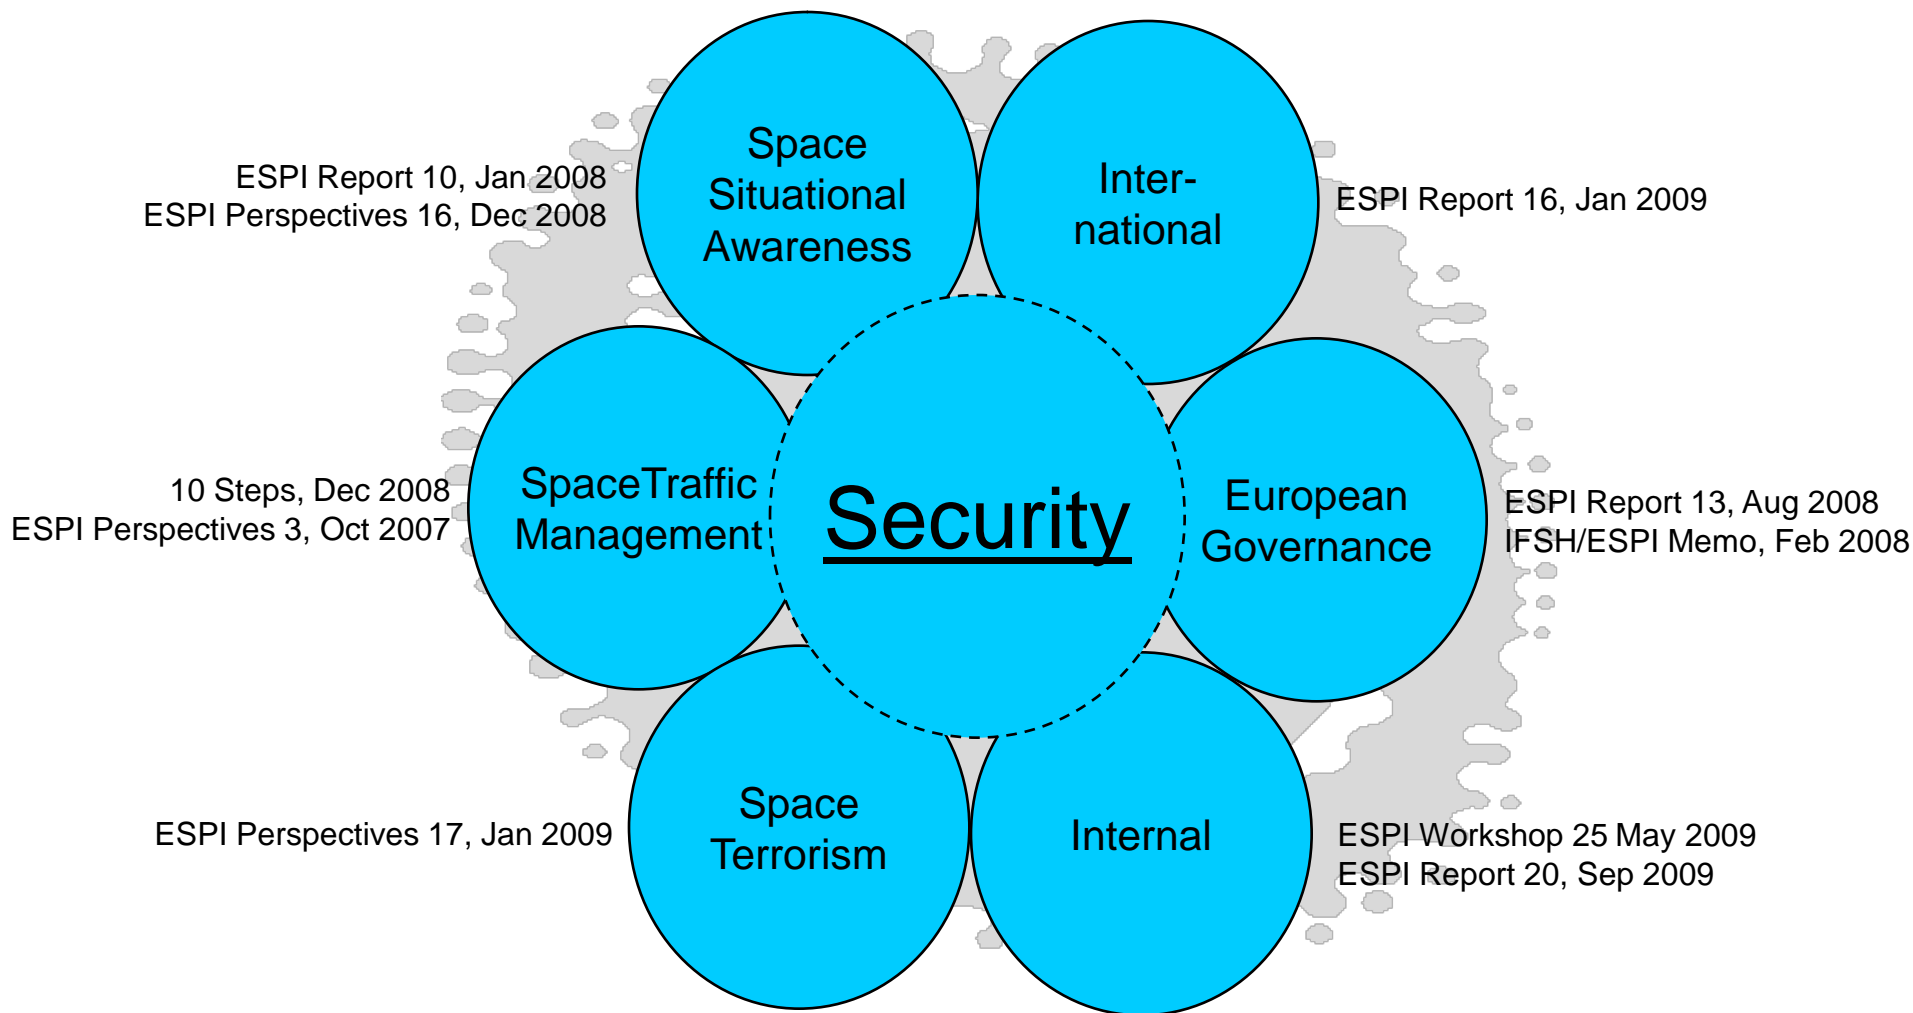 Space
Situational
Awareness
Inter-
national
ESPI Report 10, Jan 2008
ESPI Perspectives 16, Dec 2008
ESPI Report 16, Jan 2009
10 Steps, Dec 2008
ESPI Perspectives 3, Oct 2007
SpaceTraffic
Management
Security
European
Governance
ESPI Report 13, Aug 2008
IFSH/ESPI Memo, Feb 2008
ESPI Perspectives 17, Jan 2009
Space
Terrorism
Internal
ESPI Workshop 25 May 2009
ESPI Report 20, Sep 2009